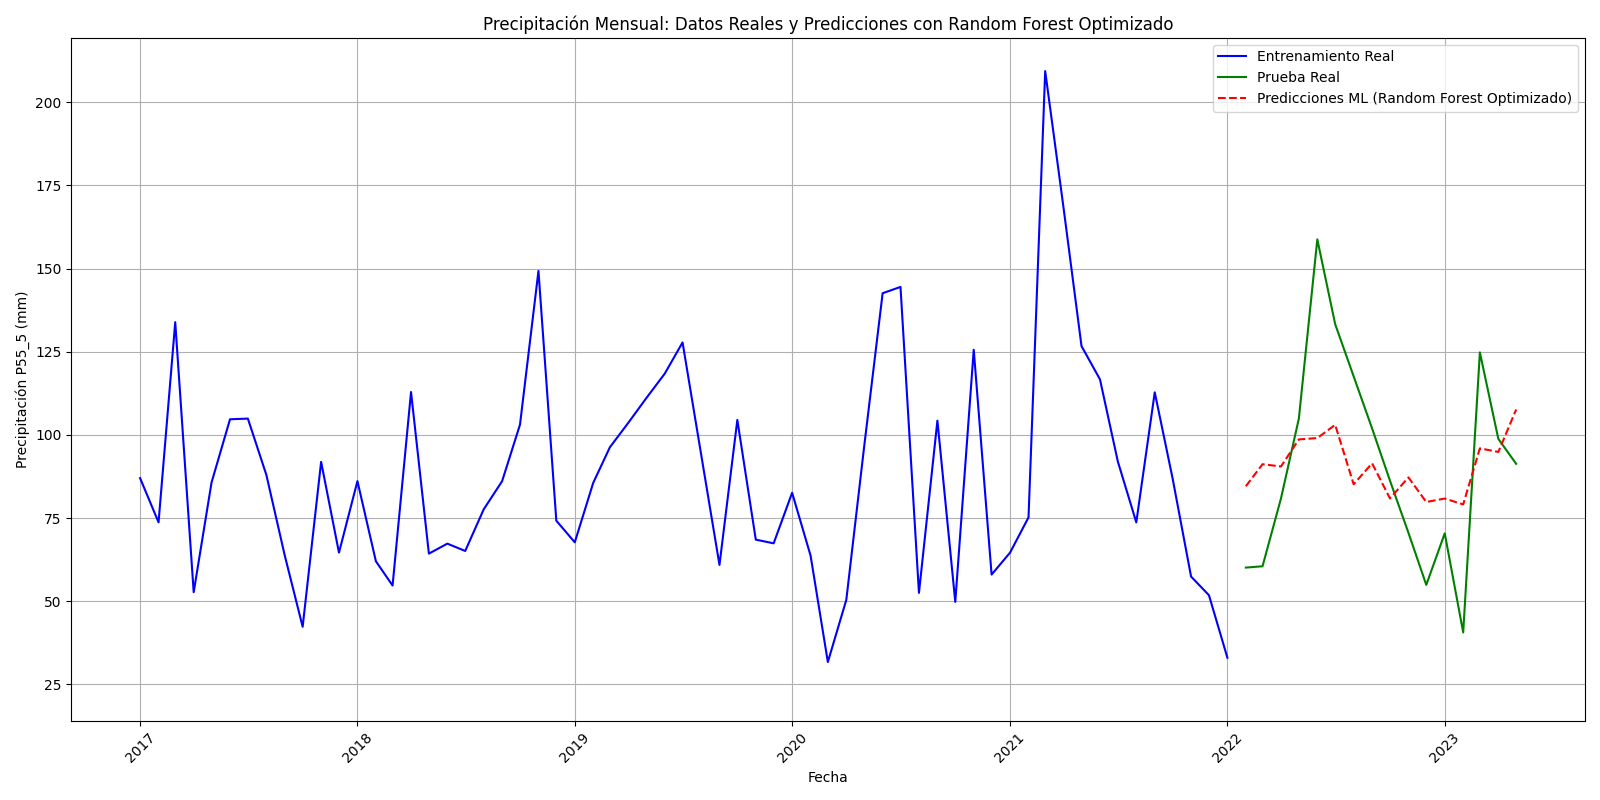 Precipitación Mensual: Datos Reales y Predicciones con Random Forest Optimizado
Entrenamiento Real
Prueba Real
Predicciones ML (Random Forest Optimizado)
Precipitación P55_5 (mm)
200
175
150
125
100
75
50
25
2017
2018
2019
2020
2021
2022
2023
Fecha